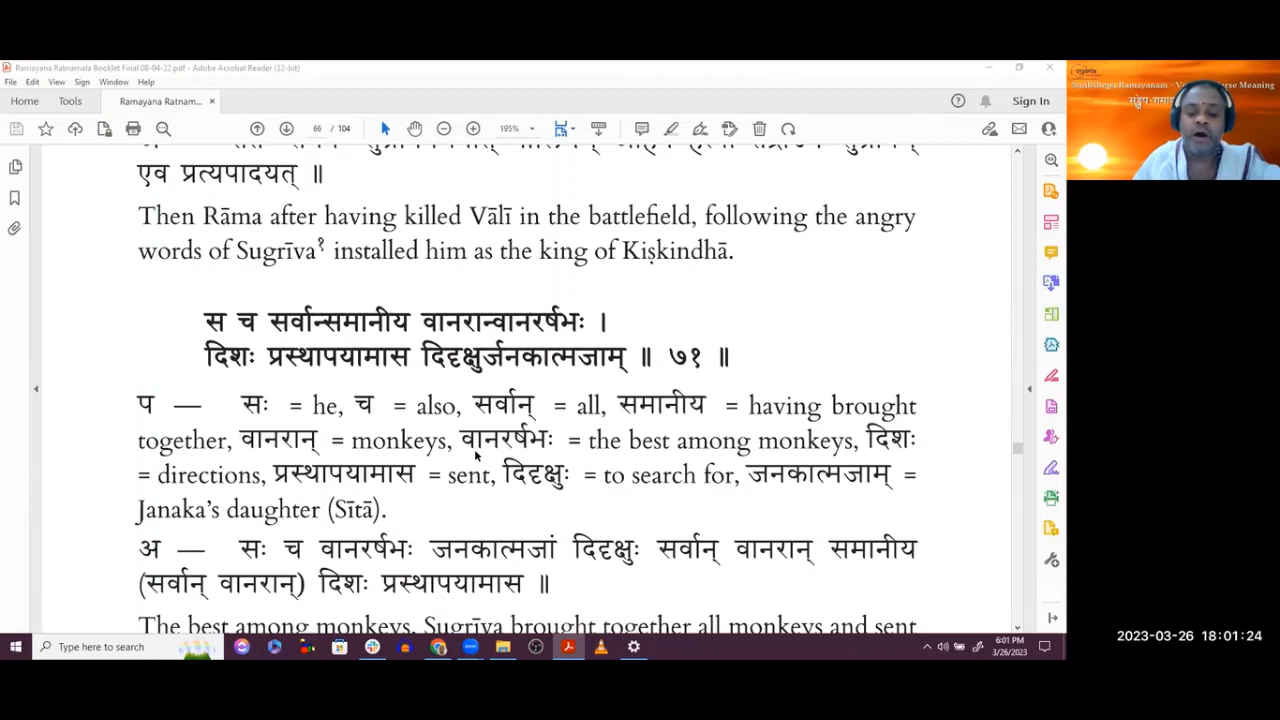 Ramayana Ratnamala Booklet Final 08-04-22.pdf - Adobe Acrobat Reader (32-bit)
File Edit View Sign Window Help
Home Tools Ramayana Ratnam... × Sign In
66 / 104 195%
एव प्रत्यपादयत् ॥
Then Rāma after having killed Vālī in the battlefield, following the angry
words of Sugrīva१ installed him as the king of Kiṣkindhā.
स च सर्वान्समानीय वानरान्वानरर्षभः ।
दिशः प्रस्थापयामास दिदृक्षुर्जनकात्मजाम् ॥ ७१ ॥
प — सः = he, च = also, सर्वान् = all, समानीय = having brought
together, वानरान् = monkeys, वानरर्षभः = the best among monkeys, दिशः
= directions, प्रस्थापयामास = sent, दिदृक्षुः = to search for, जनकात्मजाम् =
Janaka's daughter (Sītā).
अ — सः च वानरर्षभः जनकात्मजां दिदृक्षुः सर्वान् वानरान् समानीय
(सर्वान् वानरान्) दिशः प्रस्थापयामास ॥
The best among monkeys, Sugrīva brought together all monkeys and sent
Type here to search
6:01 PM
3/26/2023
2023-03-26 18:01:24